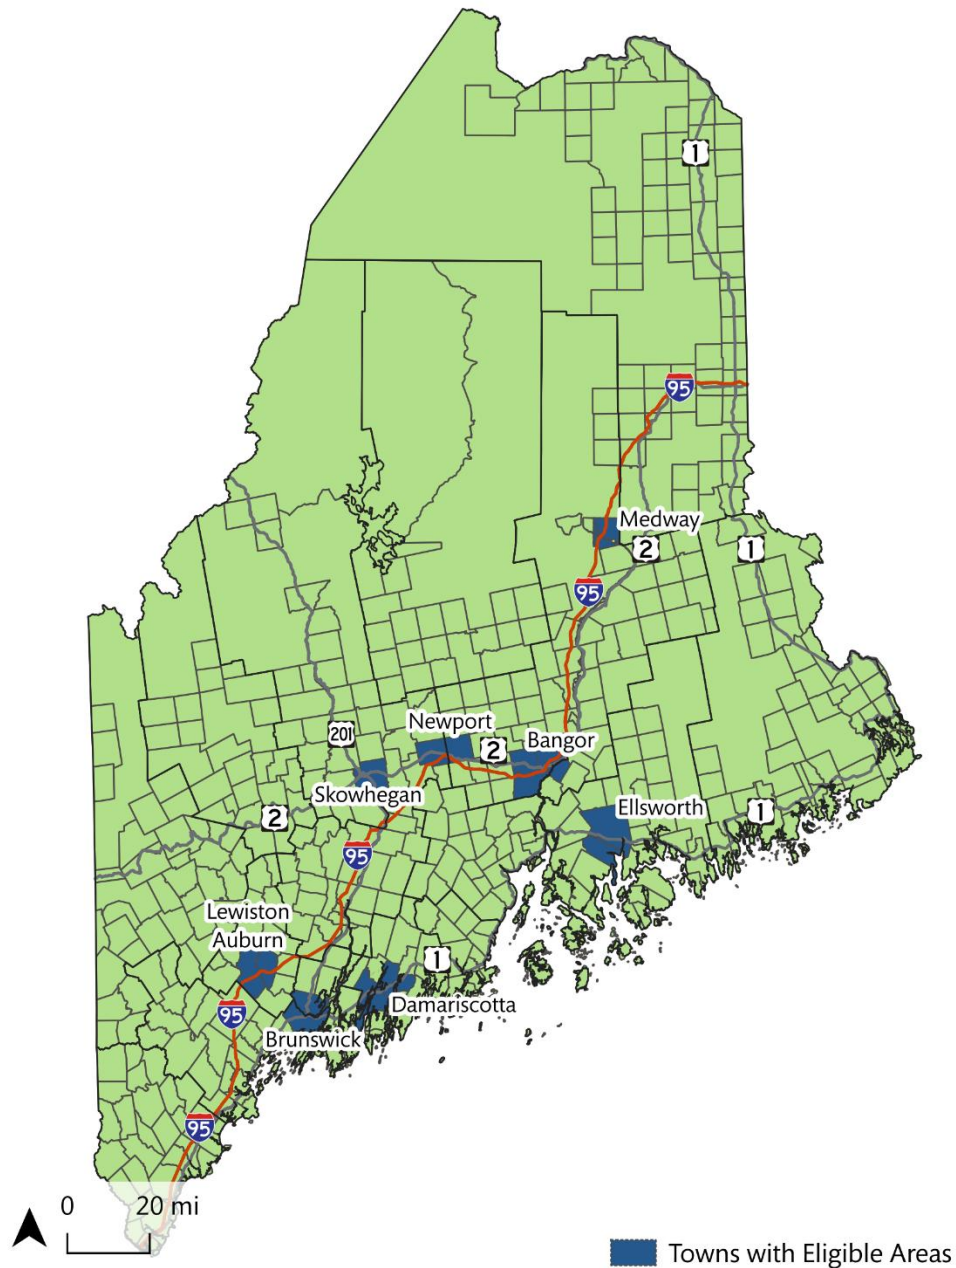 1
95
Medway
2
1
95
Newport
201
2
Bangor
Skowhegan
Ellsworth
2
1
95
Lewiston
Auburn
1
Damariscotta
95
Brunswick
95
0 20 mi
Towns with Eligible Areas